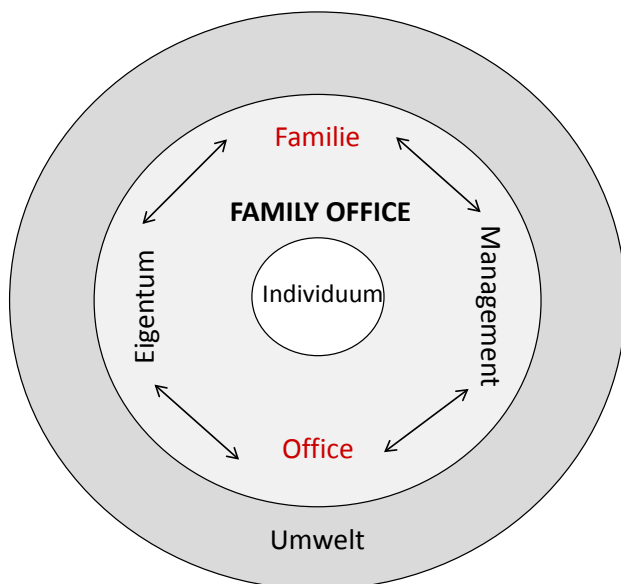 Familie
FAMILY OFFICE
Individuum
Eigentum
Management
Office
Umwelt